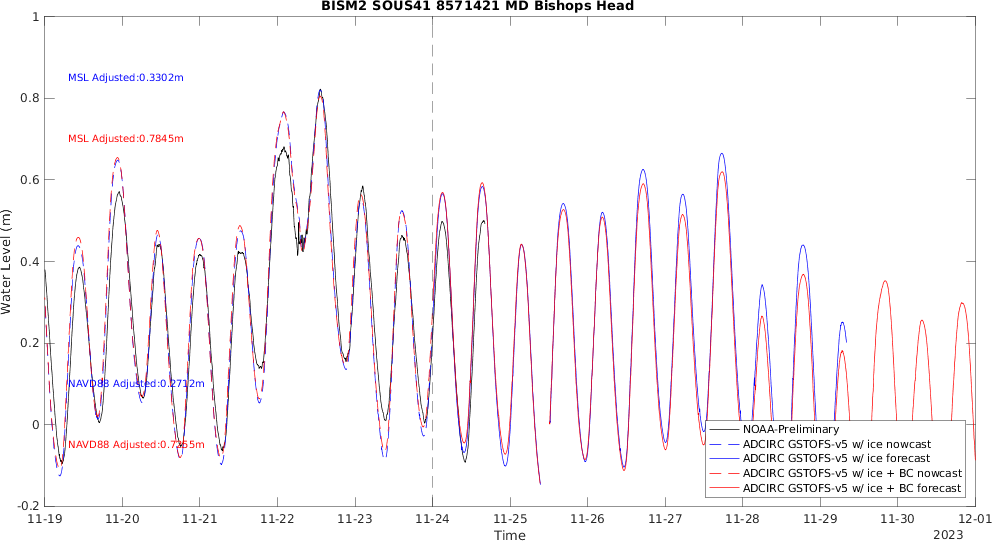 BISM2 SOUS41 8571421 MD Bishops Head
Water Level (m)
1
0.8
0.6
0.4
0.2
0
-0.2
MSL Adjusted:0.3302m
MSL Adjusted:0.7845m
NAVD88 Adjusted:0.2712m
NAVD88 Adjusted:0.7255m
NOAA-Preliminary
ADCIRC GSTOFS-v5 w/ ice nowcast
ADCIRC GSTOFS-v5 w/ ice forecast
ADCIRC GSTOFS-v5 w/ ice + BC nowcast
ADCIRC GSTOFS-v5 w/ ice + BC forecast
11-19 11-20 11-21 11-22 11-23 11-24 11-25 11-26 11-27 11-28 11-29 11-30 12-01
Time
2023